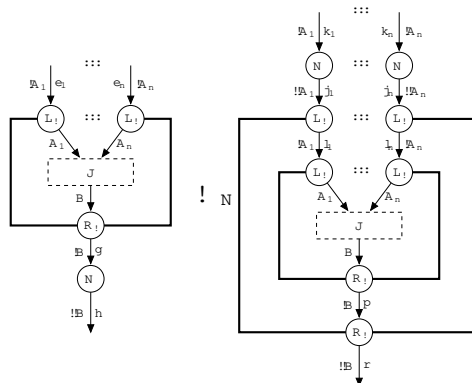 ... ...
!A₁ e₁ ... eₙ !Aₙ !A₁ k₁ kₙ !Aₙ
N N
!!A₁ j₁ jₙ !!Aₙ
L! ... L! L! ... L!
A₁ Aₙ !A₁ l₁ lₙ !Aₙ
J L! ... L!
B A₁ Aₙ
R! ! N J
!B g B
N R!
!!B h !B p
R!
!!B r